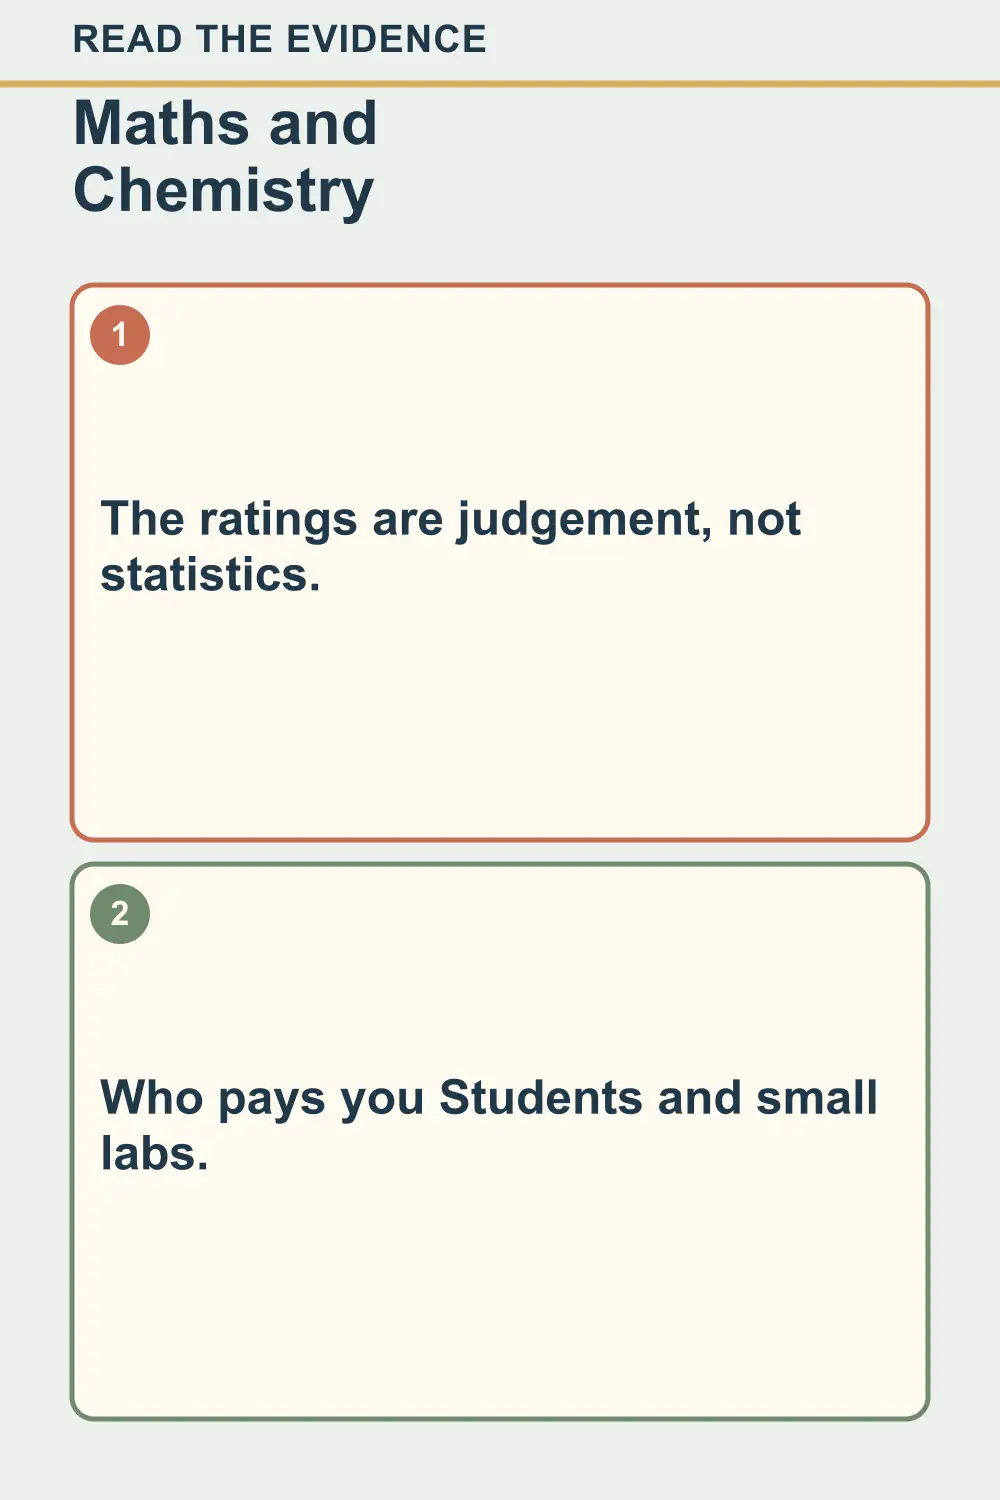 READ THE EVIDENCE
Maths and
Chemistry
1
The ratings are judgement, not
statistics.
2
Who pays you Students and small
labs.